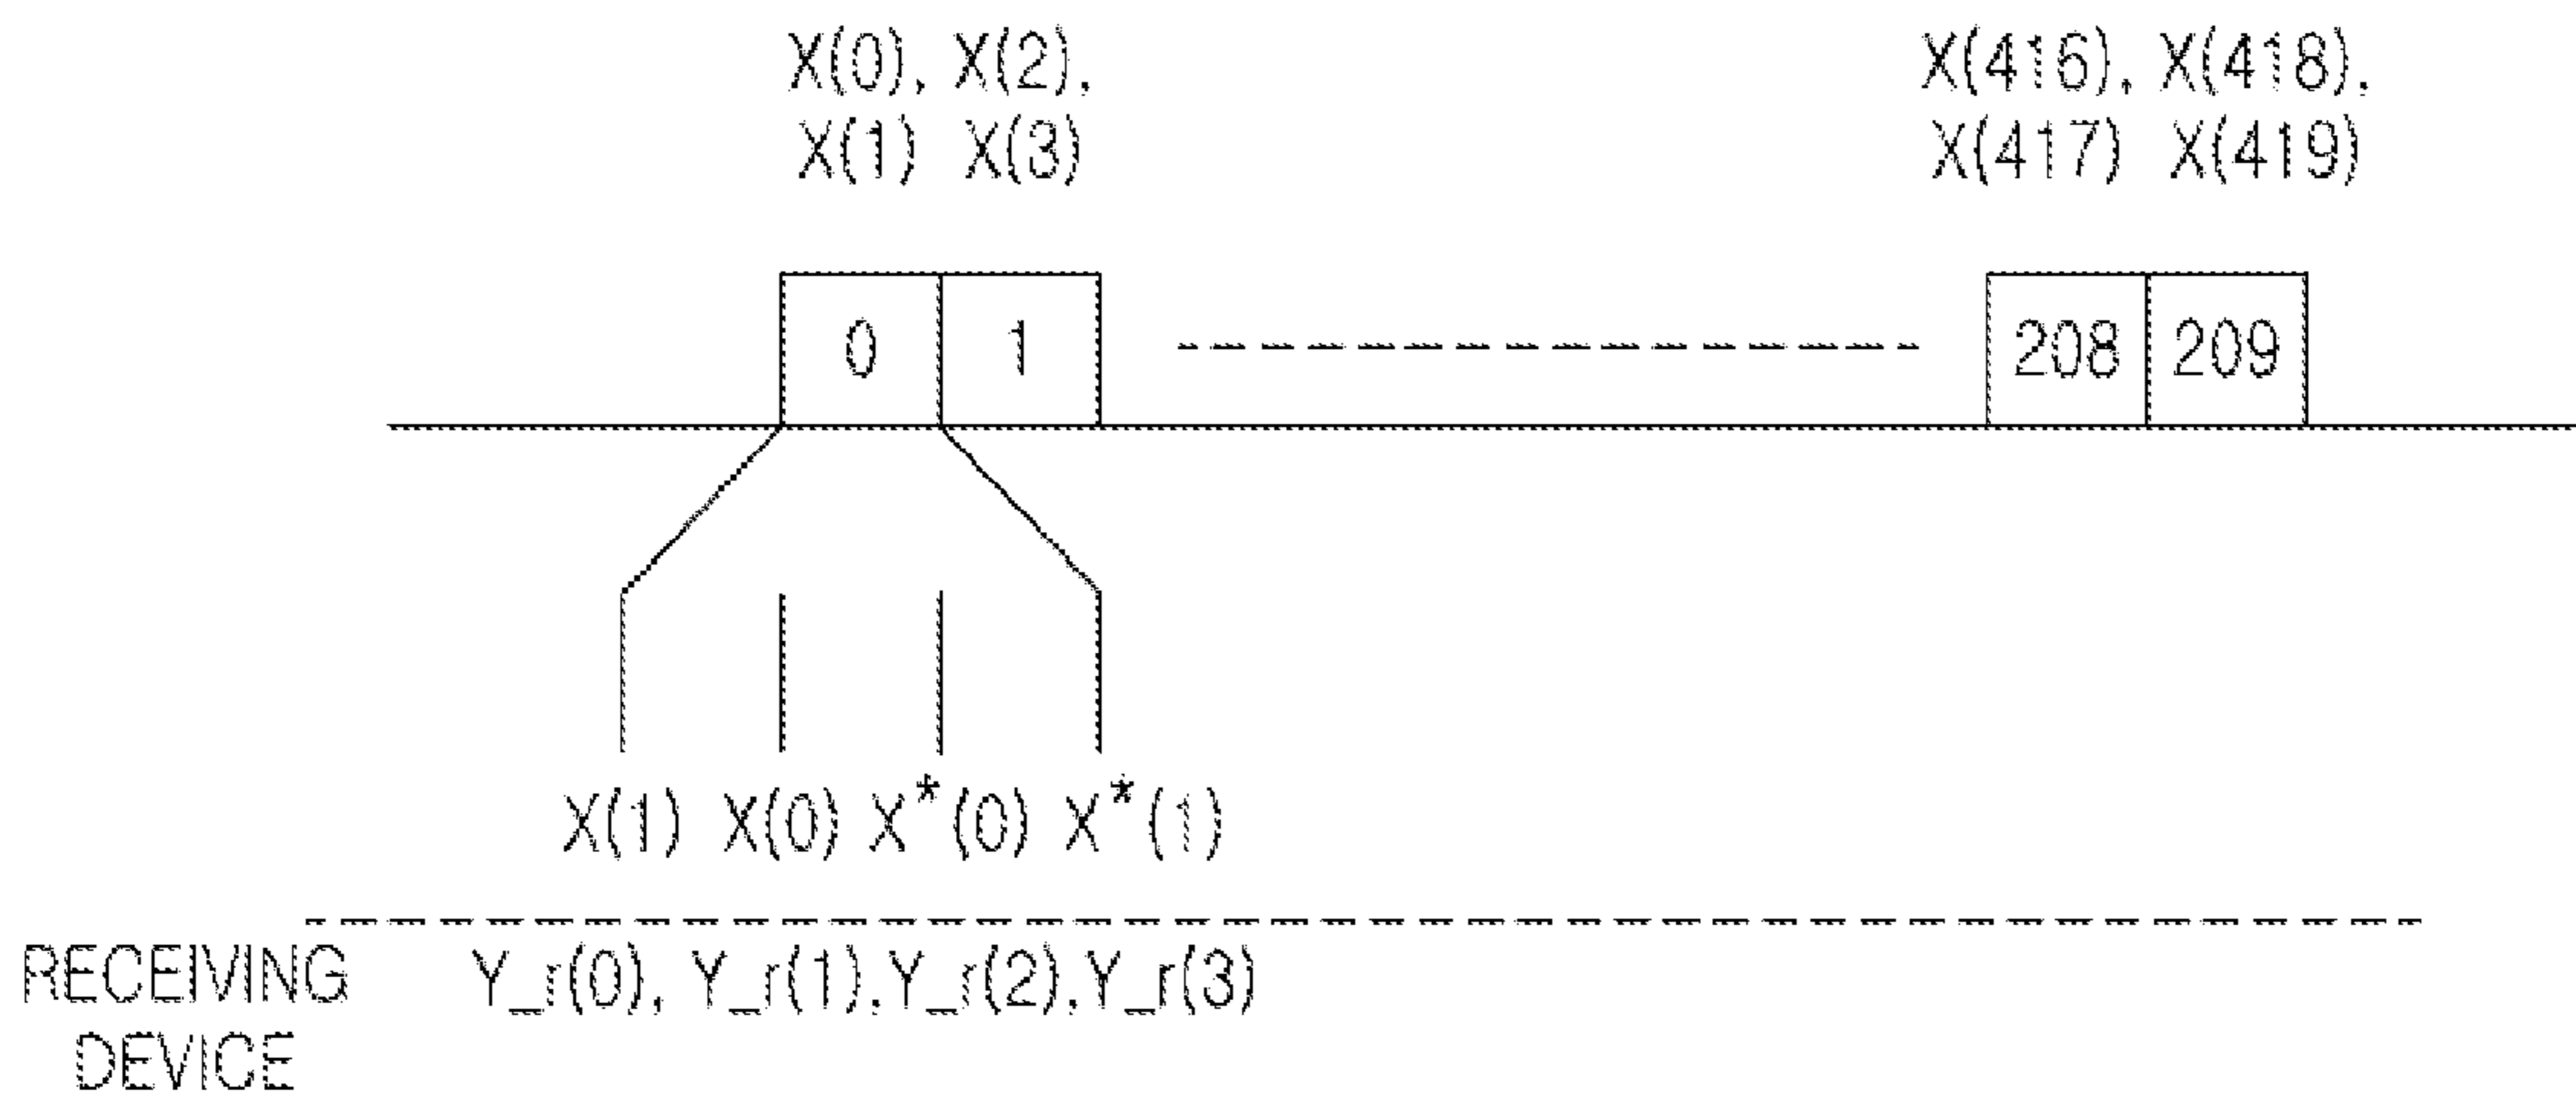 X(0), X(2),
X(1) X(3)
X(416), X(418),
X(417) X(419)
0 1 208 209
X(1) X(0) X*(0) X*(1)
RECEIVING
DEVICE
Y_r(0), Y_r(1),Y_r(2),Y_r(3)